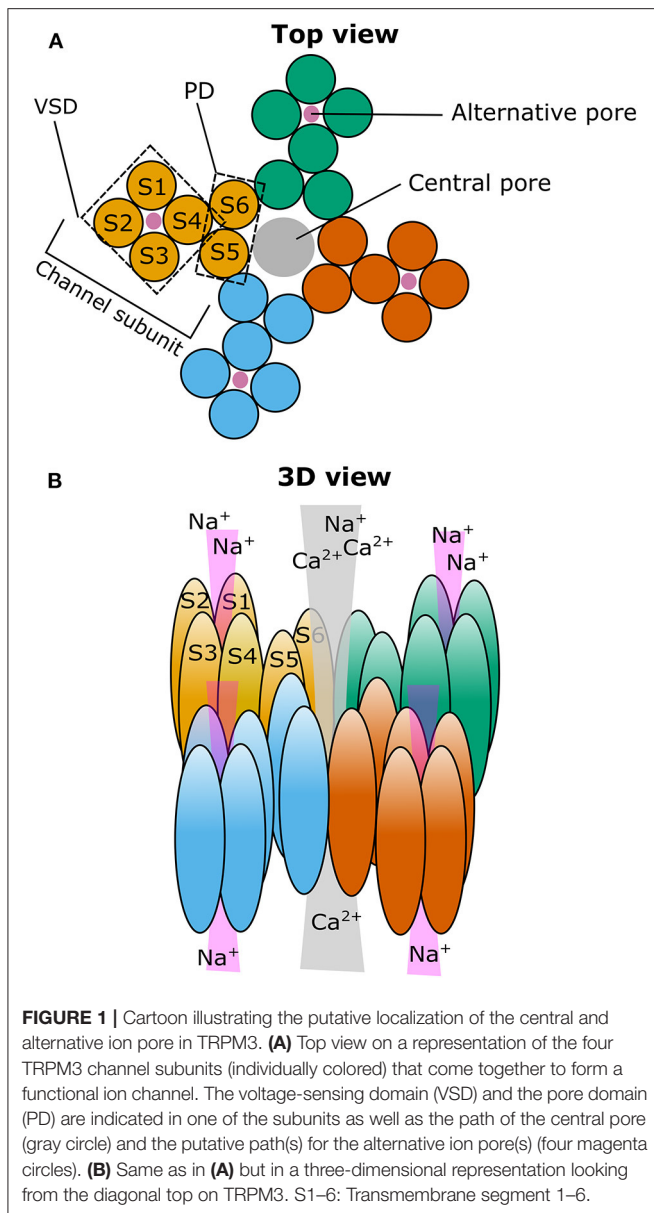 A
Top view
PD
VSD
Alternative pore
Central pore
S1
S6
S2
S4
S5
S3
Channel subunit
B
3D view
Na⁺
Na⁺
Na⁺
Na⁺
Ca²⁺
Ca²⁺
Na⁺
S2
S1
S6
S3
S4
S5
Ca²⁺
Na⁺
Na⁺
FIGURE 1 | Cartoon illustrating the putative localization of the central and
alternative ion pore in TRPM3. (A) Top view on a representation of the four
TRPM3 channel subunits (individually colored) that come together to form a
functional ion channel. The voltage-sensing domain (VSD) and the pore domain
(PD) are indicated in one of the subunits as well as the path of the central pore
(gray circle) and the putative path(s) for the alternative ion pore(s) (four magenta
circles). (B) Same as in (A) but in a three-dimensional representation looking
from the diagonal top on TRPM3. S1–6: Transmembrane segment 1–6.